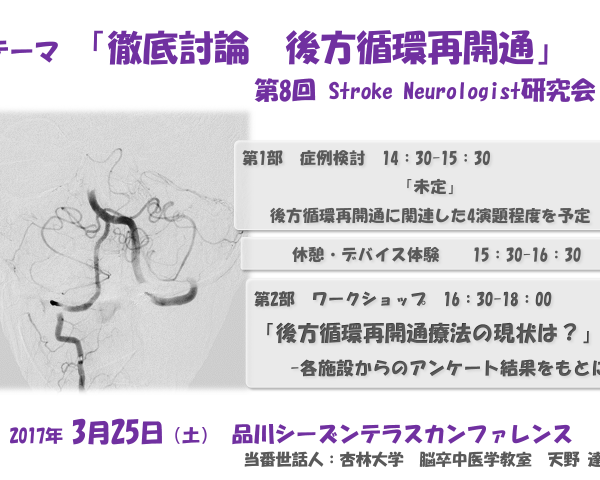 テーマ 「徹底討論 後方循環再開通」
第8回 Stroke Neurologist研究会
第1部 症例検討 14：30-15：30
「未定」
後方循環再開通に関連した4演題程度を予定
休憩・デバイス体験 15：30-16：30
第2部 ワークショップ 16：30-18：00
「後方循環再開通療法の現状は？」
-各施設からのアンケート結果をもとに
2017年 3月25日（土） 品川シーズンテラスカンファレンス
当番世話人：杏林大学 脳卒中医学教室 天野 達